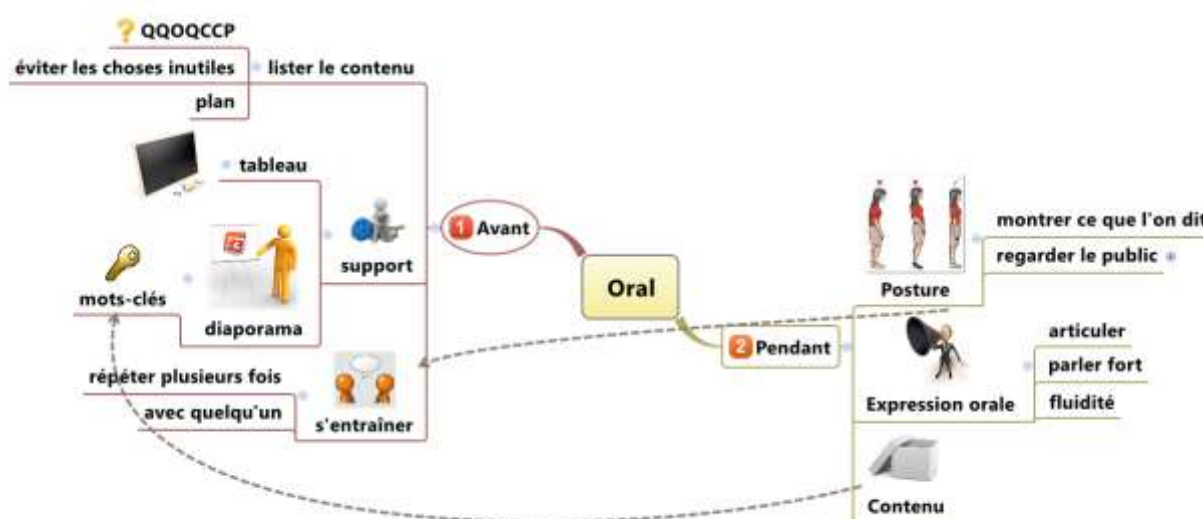 QQOQCCP
éviter les choses inutiles
lister le contenu
plan
tableau
support
mots-clés
diaporama
répéter plusieurs fois
avec quelqu'un
s'entraîner
1 Avant
Oral
2 Pendant
montrer ce que l'on dit
regarder le public
Posture
articuler
parler fort
fluidité
Expression orale
Contenu